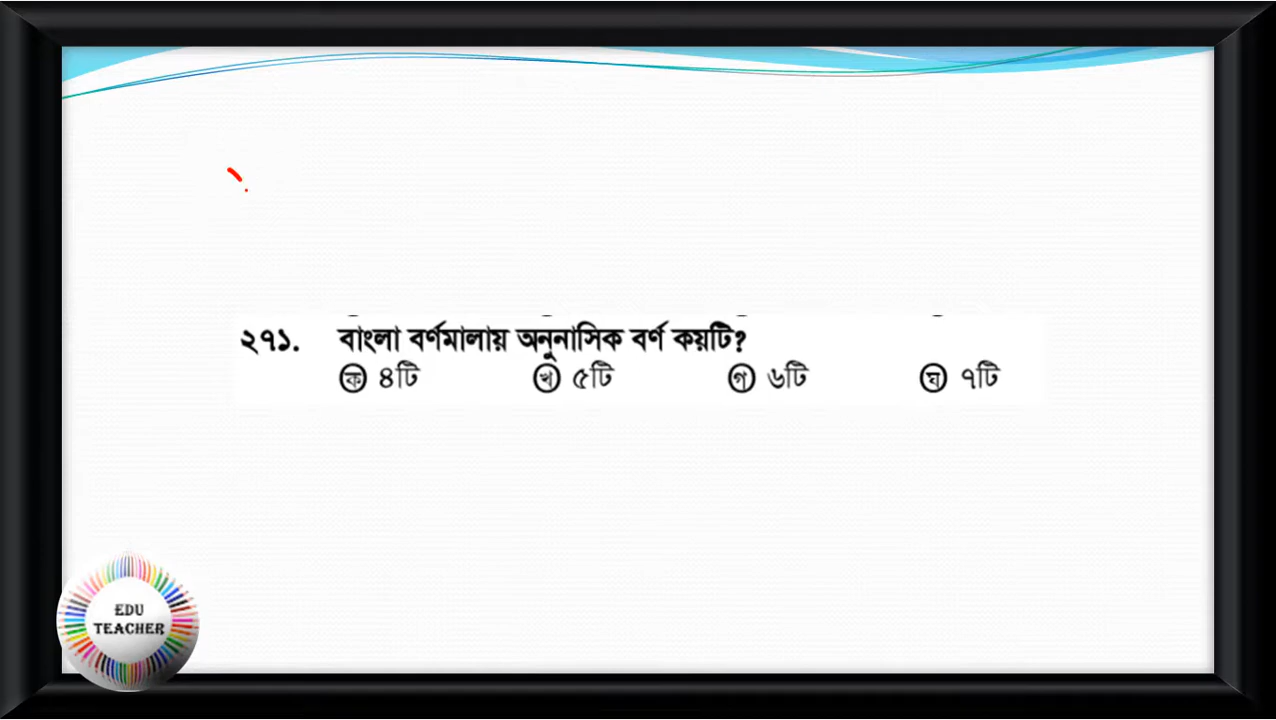 ২৭১. বাংলা বর্ণমালায় অনুনাসিক বর্ণ কয়টি?
ক ৪টি খ ৫টি গ ৬টি ঘ ৭টি
EDU
TEACHER